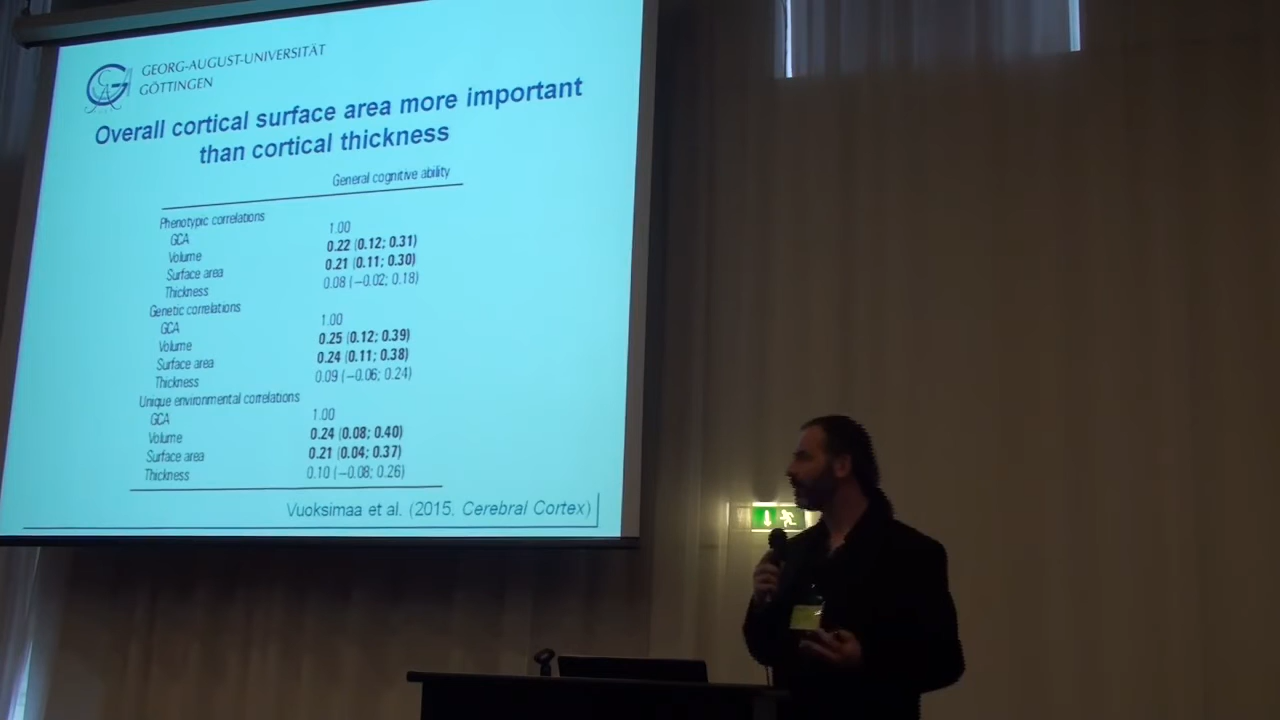 GEORG-AUGUST-UNIVERSITÄT
GÖTTINGEN
Overall cortical surface area more important
than cortical thickness
General cognitive ability
Phenotypic correlations
GCA 1.00
Volume 0.22 (0.12; 0.31)
Surface area 0.21 (0.11; 0.30)
Thickness 0.08 (−0.02; 0.18)
Genetic correlations
GCA 1.00
Volume 0.25 (0.12; 0.39)
Surface area 0.24 (0.11; 0.38)
Thickness 0.09 (−0.06; 0.24)
Unique environmental correlations
GCA 1.00
Volume 0.24 (0.08; 0.40)
Surface area 0.21 (0.04; 0.37)
Thickness 0.10 (−0.08; 0.26)
Vuoksimaa et al. (2015. Cerebral Cortex)